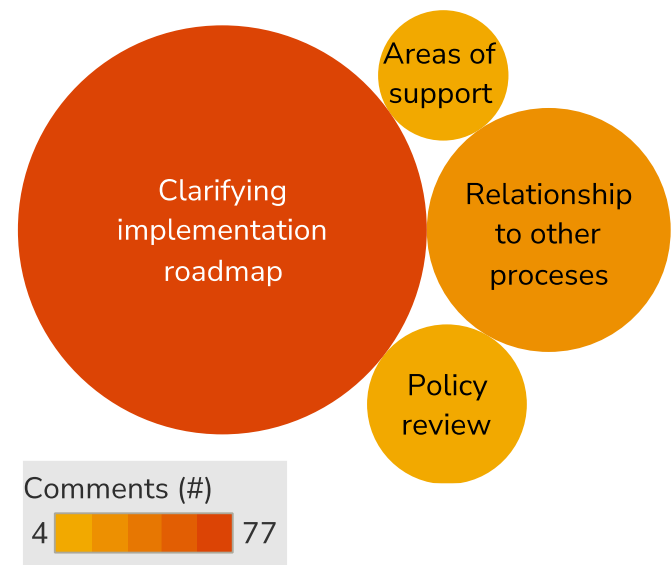 Areas of
support
Clarifying
implementation
roadmap
Relationship
to other
proceses
Policy
review
Comments (#)
4 77